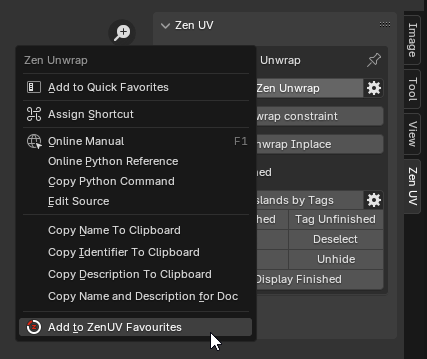 Zen UV
Zen Unwrap
Unwrap
Add to Quick Favorites
Zen Unwrap
Assign Shortcut
wrap constraint
Online Manual F1
nwrap Inplace
Online Python Reference
ned
Copy Python Command
Edit Source
slands by Tags
hed
Tag Unfinished
Copy Name To Clipboard
Deselect
Copy Identifier To Clipboard
Unhide
Copy Description To Clipboard
Display Finished
Copy Name and Description for Doc
Add to ZenUV Favourites
Image
Tool
View
Zen UV